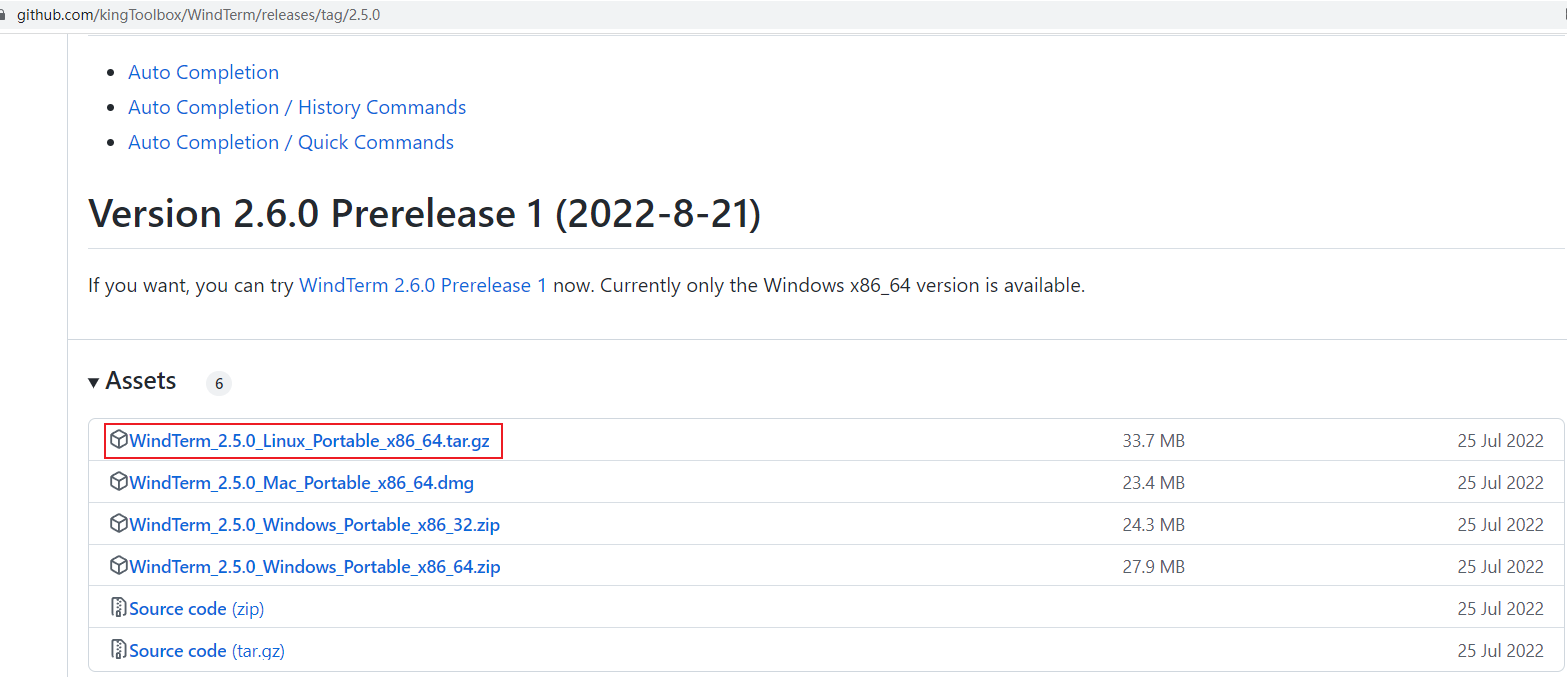 github.com/kingToolbox/WindTerm/releases/tag/2.5.0
Auto Completion
Auto Completion / History Commands
Auto Completion / Quick Commands
Version 2.6.0 Prerelease 1 (2022-8-21)
If you want, you can try WindTerm 2.6.0 Prerelease 1 now. Currently only the Windows x86_64 version is available.
Assets 6
WindTerm_2.5.0_Linux_Portable_x86_64.tar.gz 33.7 MB 25 Jul 2022
WindTerm_2.5.0_Mac_Portable_x86_64.dmg 23.4 MB 25 Jul 2022
WindTerm_2.5.0_Windows_Portable_x86_32.zip 24.3 MB 25 Jul 2022
WindTerm_2.5.0_Windows_Portable_x86_64.zip 27.9 MB 25 Jul 2022
Source code (zip) 25 Jul 2022
Source code (tar.gz) 25 Jul 2022